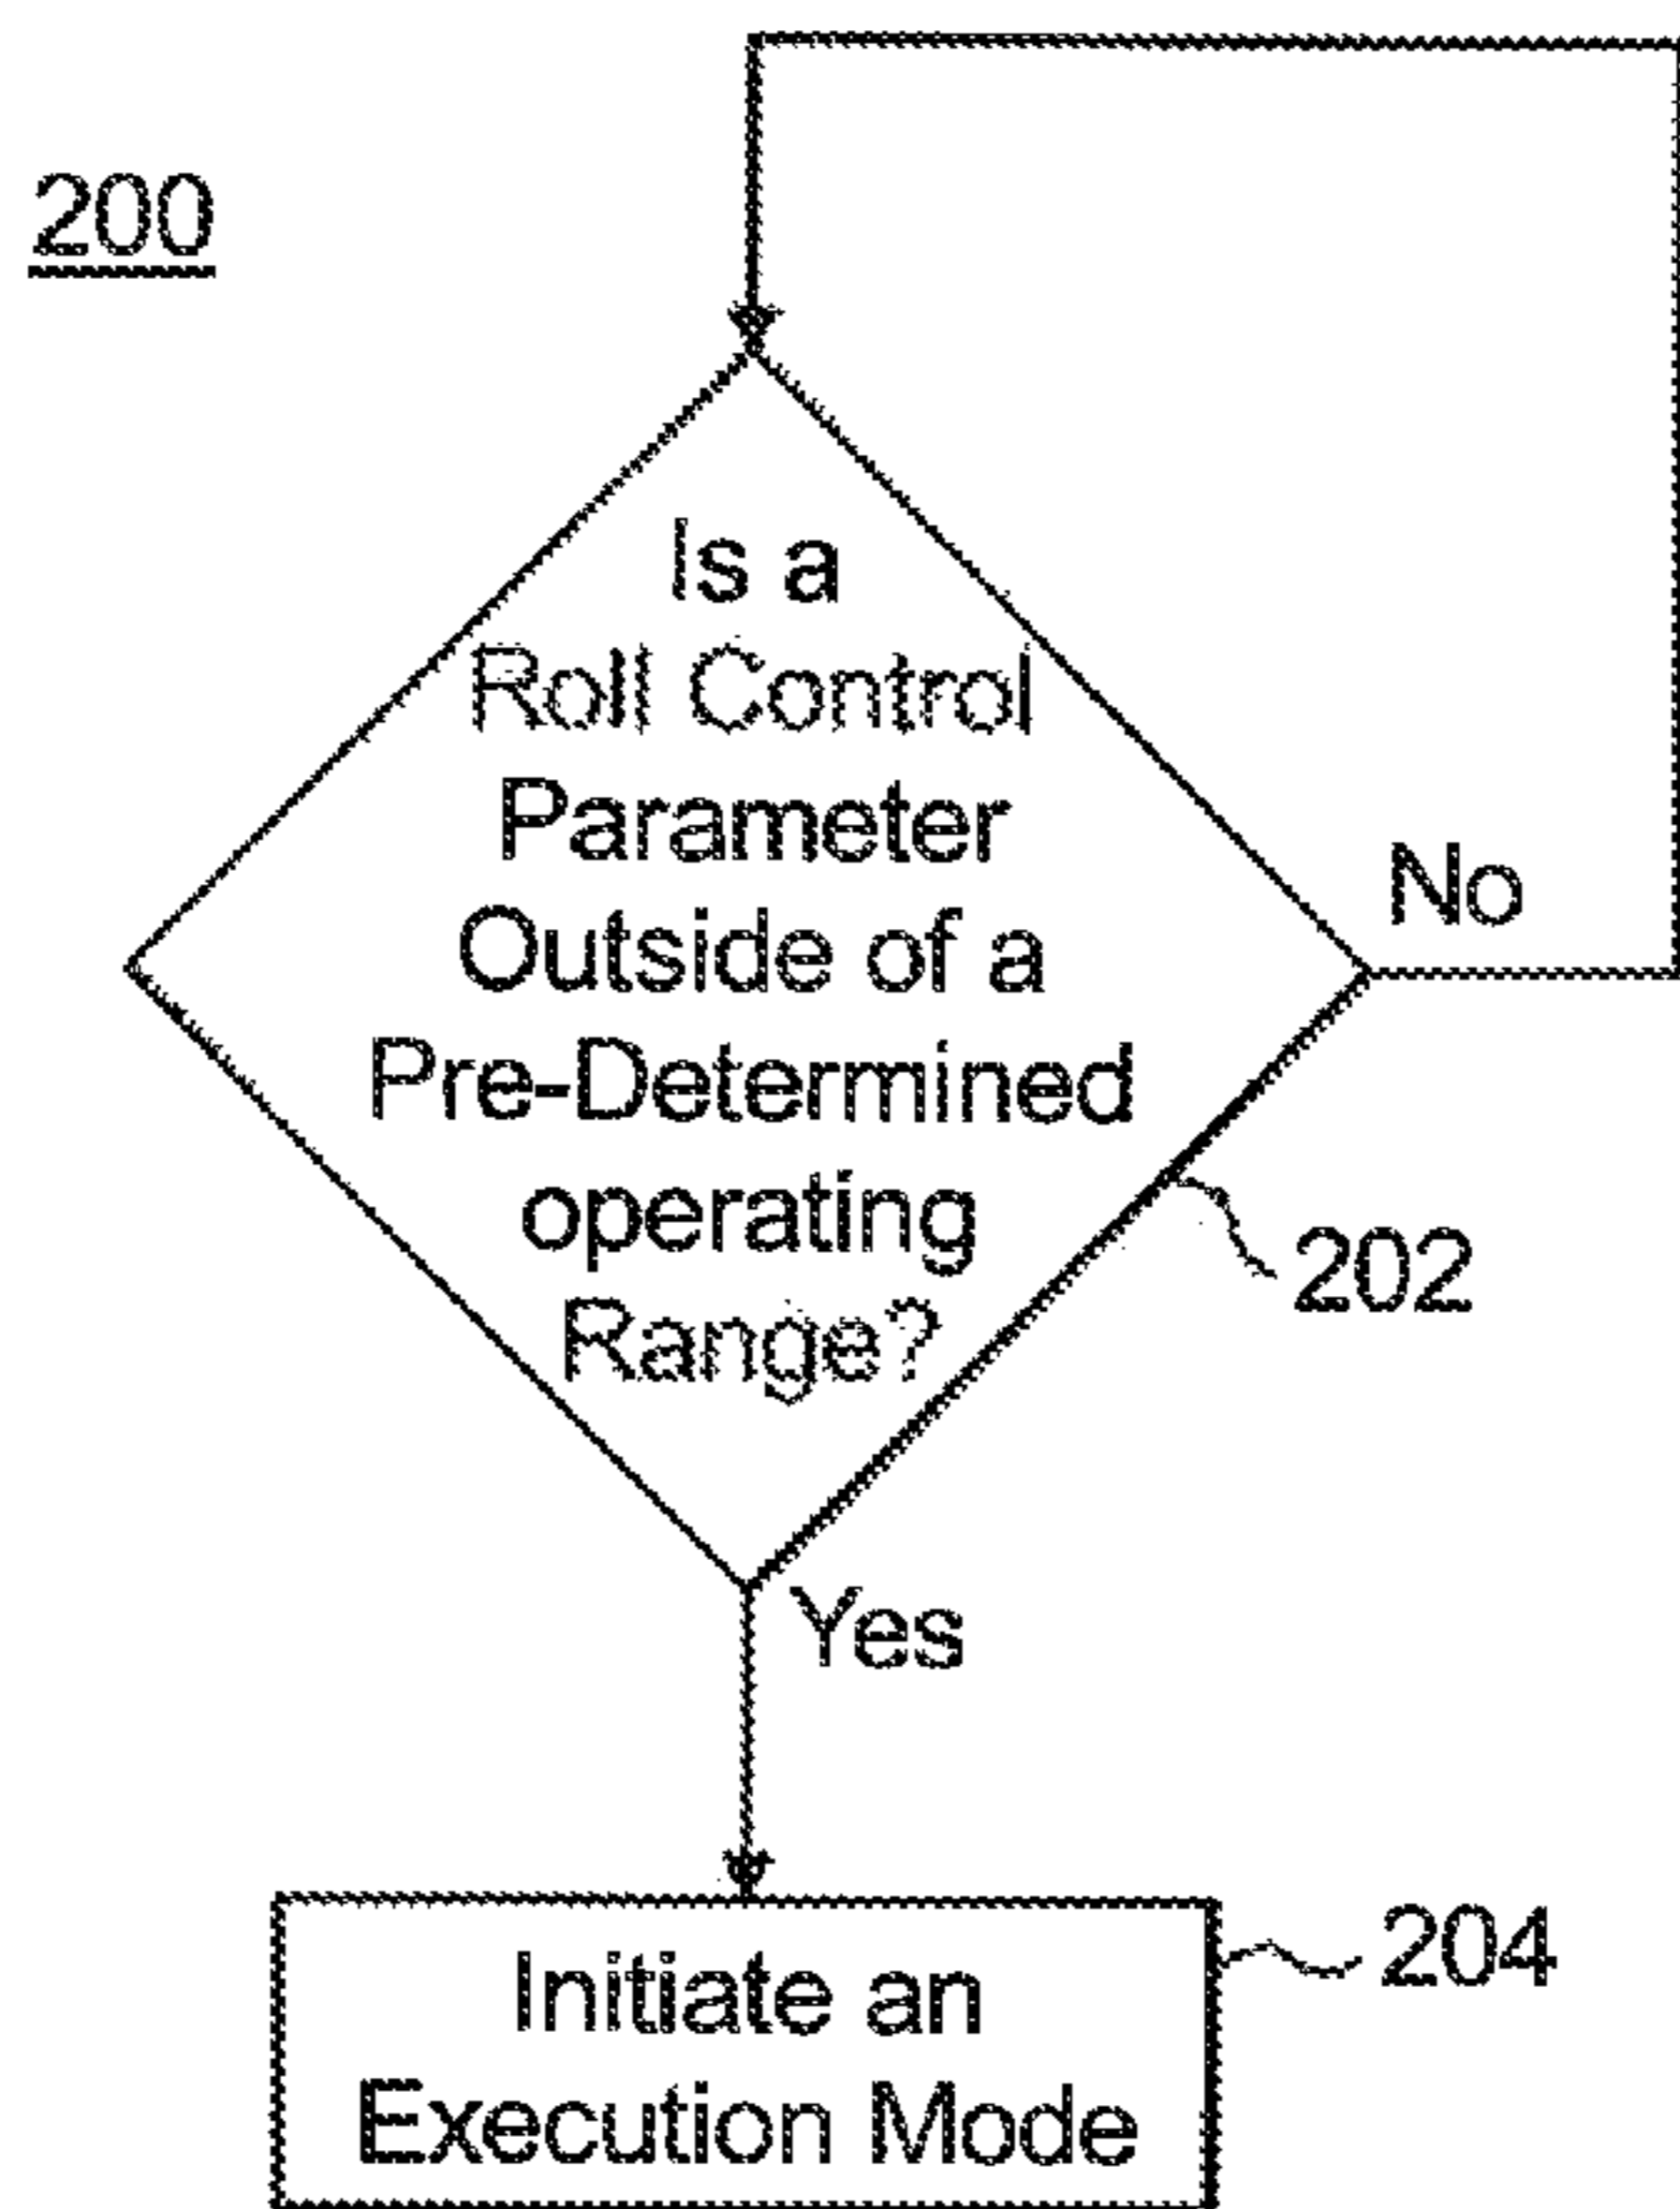 200
Is a
Roll Control
Parameter
Outside of a
Pre-Determined
operating
Range?
No
202
Yes
Initiate an
Execution Mode
204